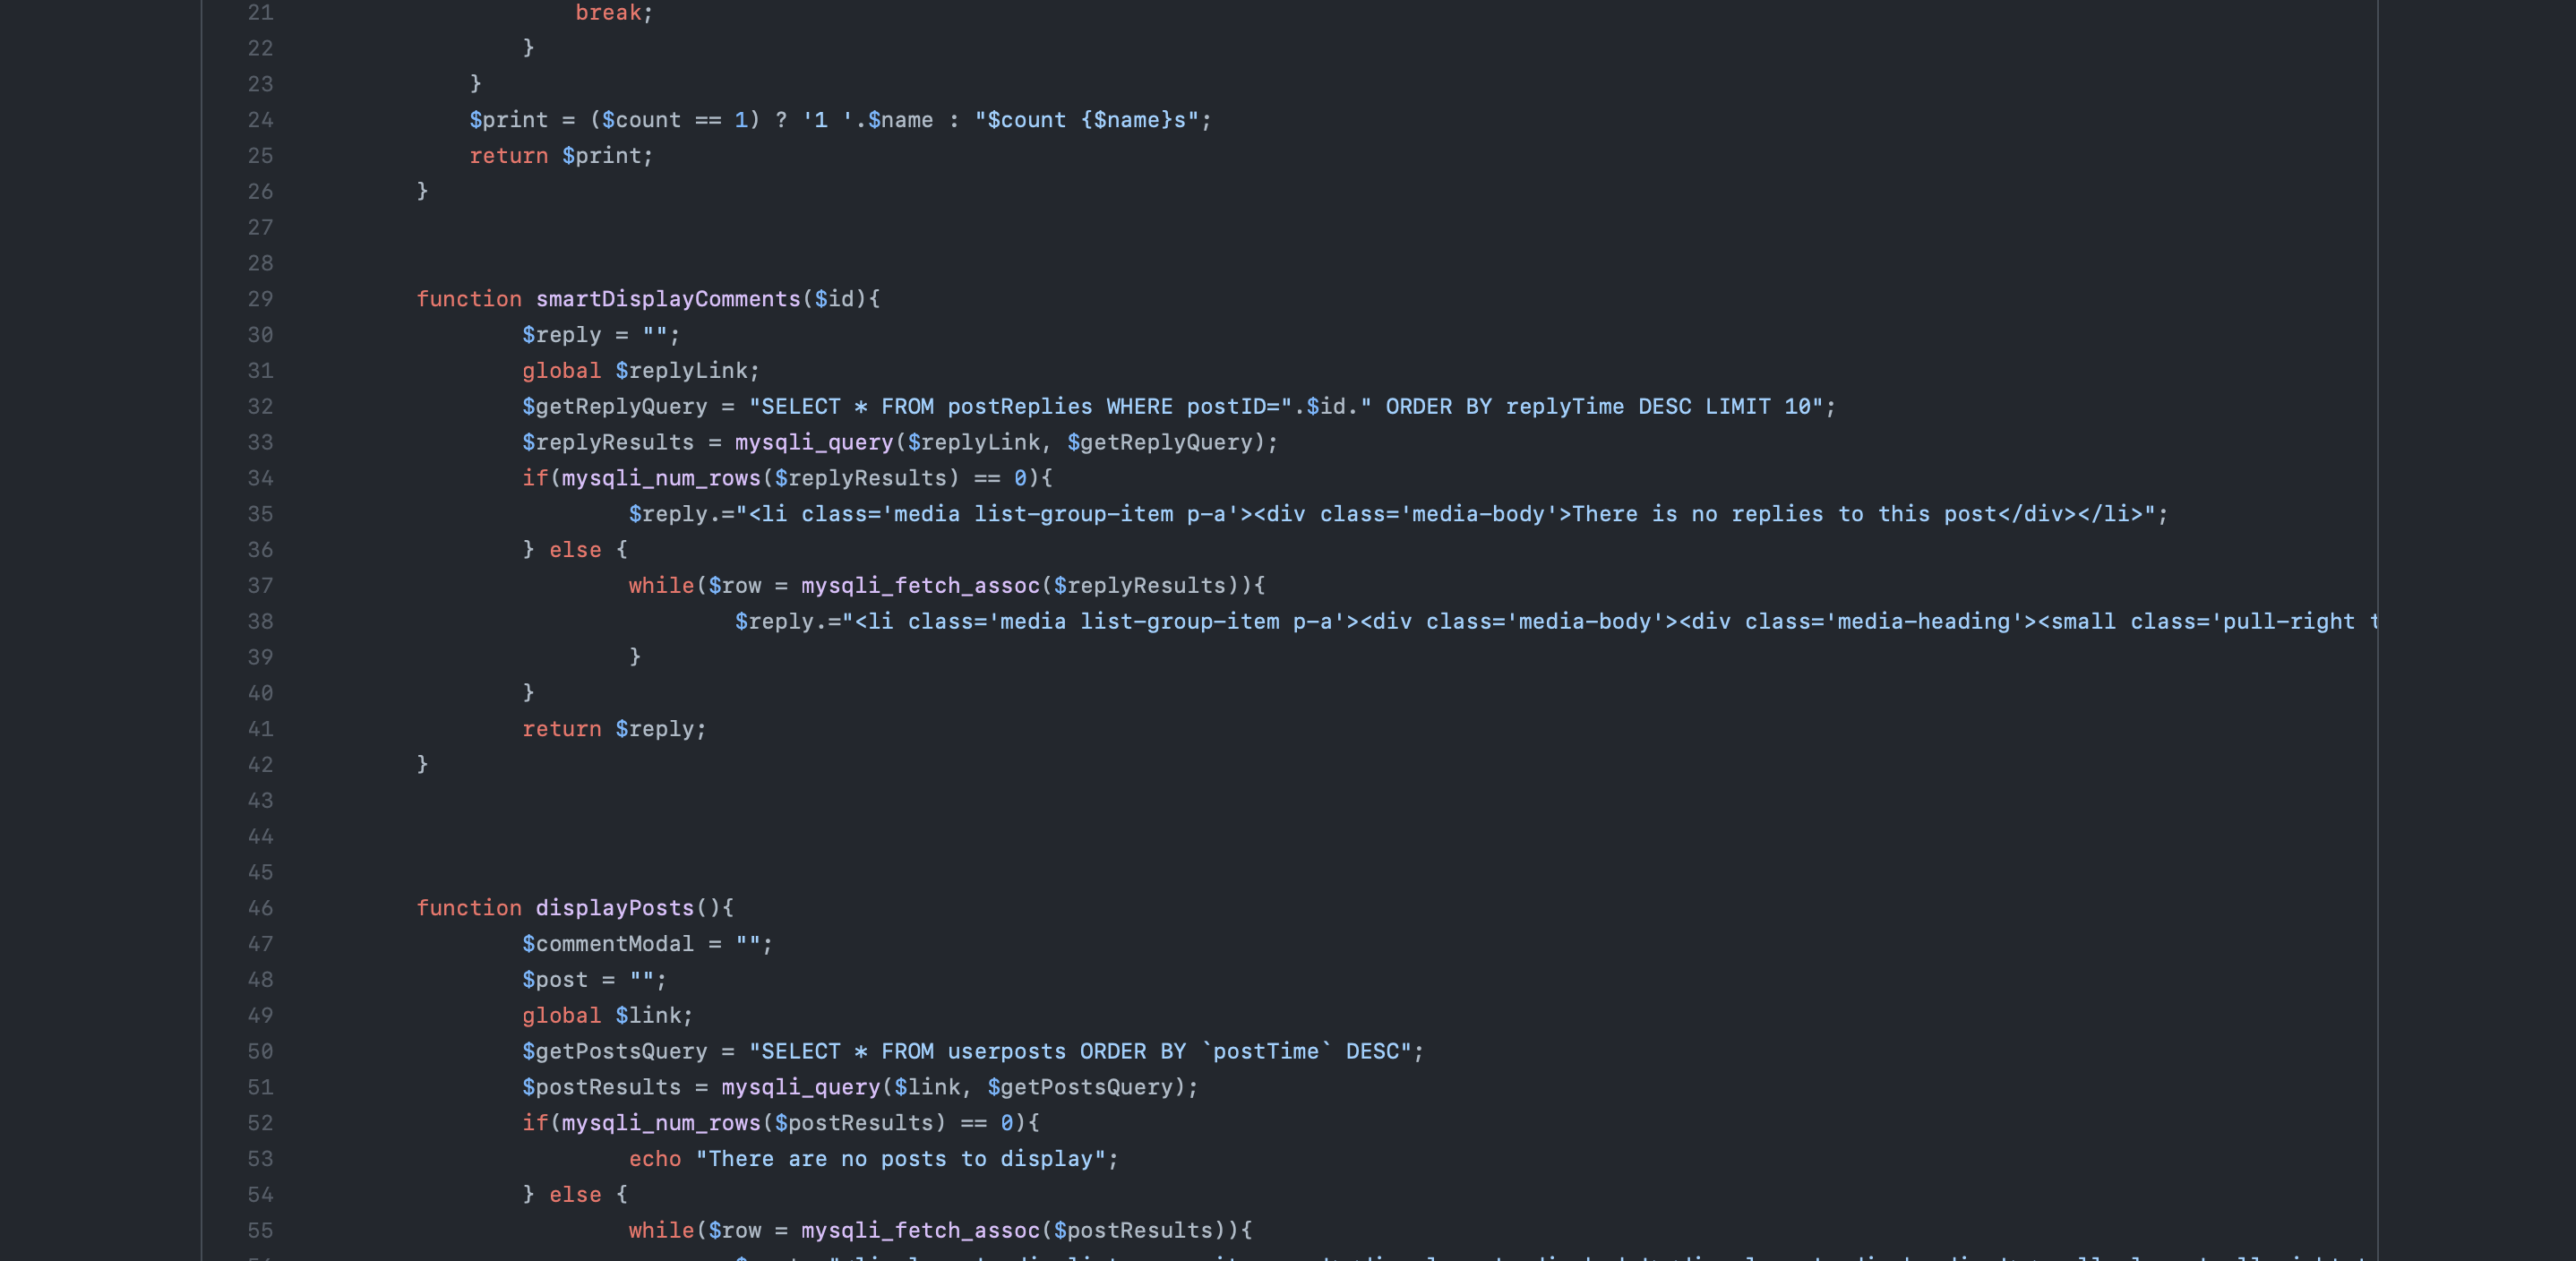 21 break;
22 }
23 }
24 $print = ($count == 1) ? '1 '.$name : "$count {$name}s";
25 return $print;
26 }
27
28
29 function smartDisplayComments($id){
30 $reply = "";
31 global $replyLink;
32 $getReplyQuery = "SELECT * FROM postReplies WHERE postID=".$id." ORDER BY replyTime DESC LIMIT 10";
33 $replyResults = mysqli_query($replyLink, $getReplyQuery);
34 if(mysqli_num_rows($replyResults) == 0){
35 $reply.="<li class='media list-group-item p-a'><div class='media-body'>There is no replies to this post</div></li>";
36 } else {
37 while($row = mysqli_fetch_assoc($replyResults)){
38 $reply.="<li class='media list-group-item p-a'><div class='media-body'><div class='media-heading'><small class='pull-right
39 }
40 }
41 return $reply;
42 }
43
44
45
46 function displayPosts(){
47 $commentModal = "";
48 $post = "";
49 global $link;
50 $getPostsQuery = "SELECT * FROM userposts ORDER BY `postTime` DESC";
51 $postResults = mysqli_query($link, $getPostsQuery);
52 if(mysqli_num_rows($postResults) == 0){
53 echo "There are no posts to display";
54 } else {
55 while($row = mysqli_fetch_assoc($postResults)){